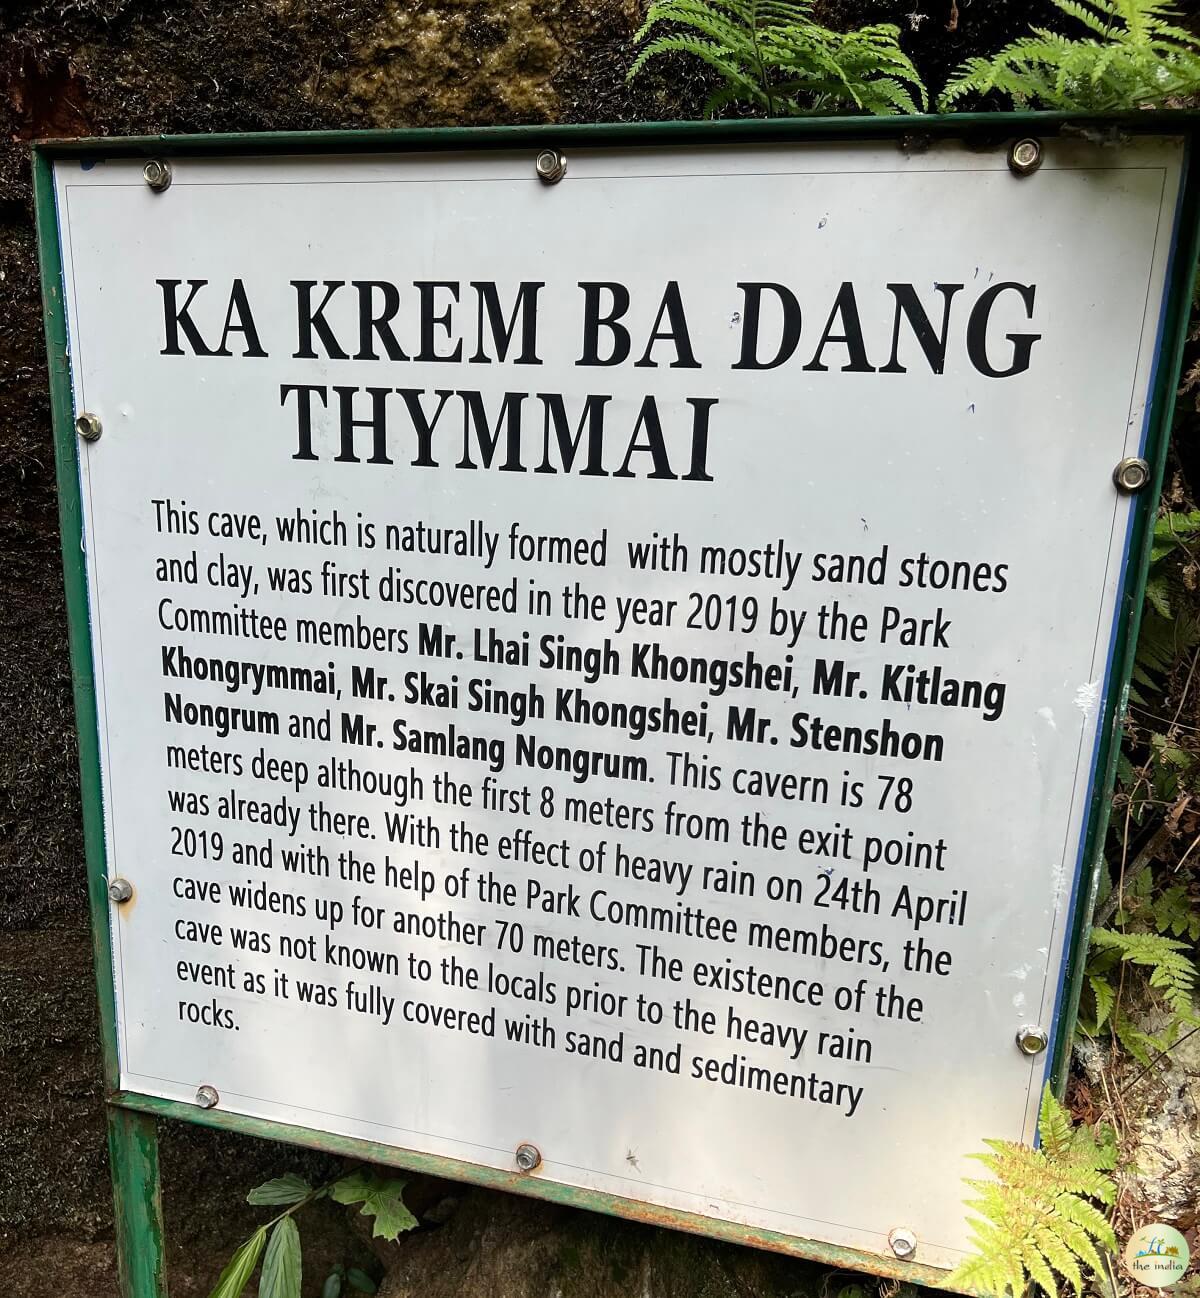 KA KREM BA DANG
THYMMAI
This cave, which is naturally formed with mostly sand stones
and clay, was first discovered in the year 2019 by the Park
Committee members Mr. Lhai Singh Khongshei, Mr. Kitlang
Khongrymmai, Mr. Skai Singh Khongshei, Mr. Stenshon
Nongrum and Mr. Samlang Nongrum. This cavern is 78
meters deep although the first 8 meters from the exit point
was already there. With the effect of heavy rain on 24th April
2019 and with the help of the Park Committee members, the
cave widens up for another 70 meters. The existence of the
cave was not known to the locals prior to the heavy rain
event as it was fully covered with sand and sedimentary
rocks.
the india